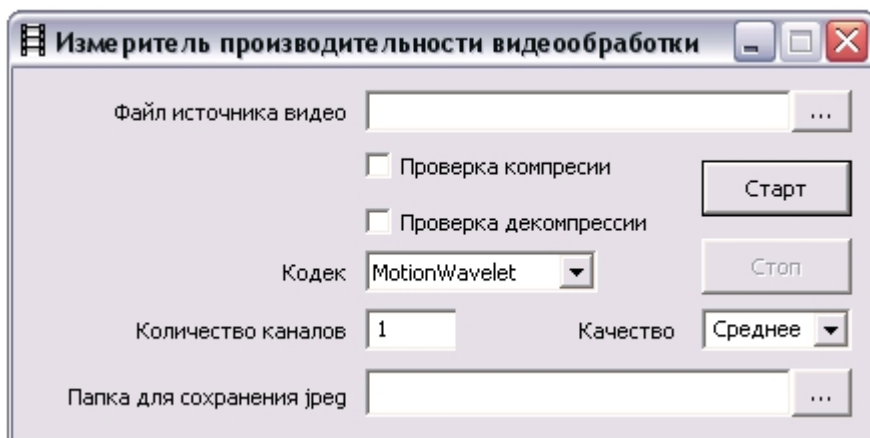 Измеритель производительности видеообработки
Файл источника видео ...
Проверка компресии
Старт
Проверка декомпрессии
Кодек MotionWavelet
Стоп
Количество каналов 1 Качество Среднее
Папка для сохранения jpeg ...